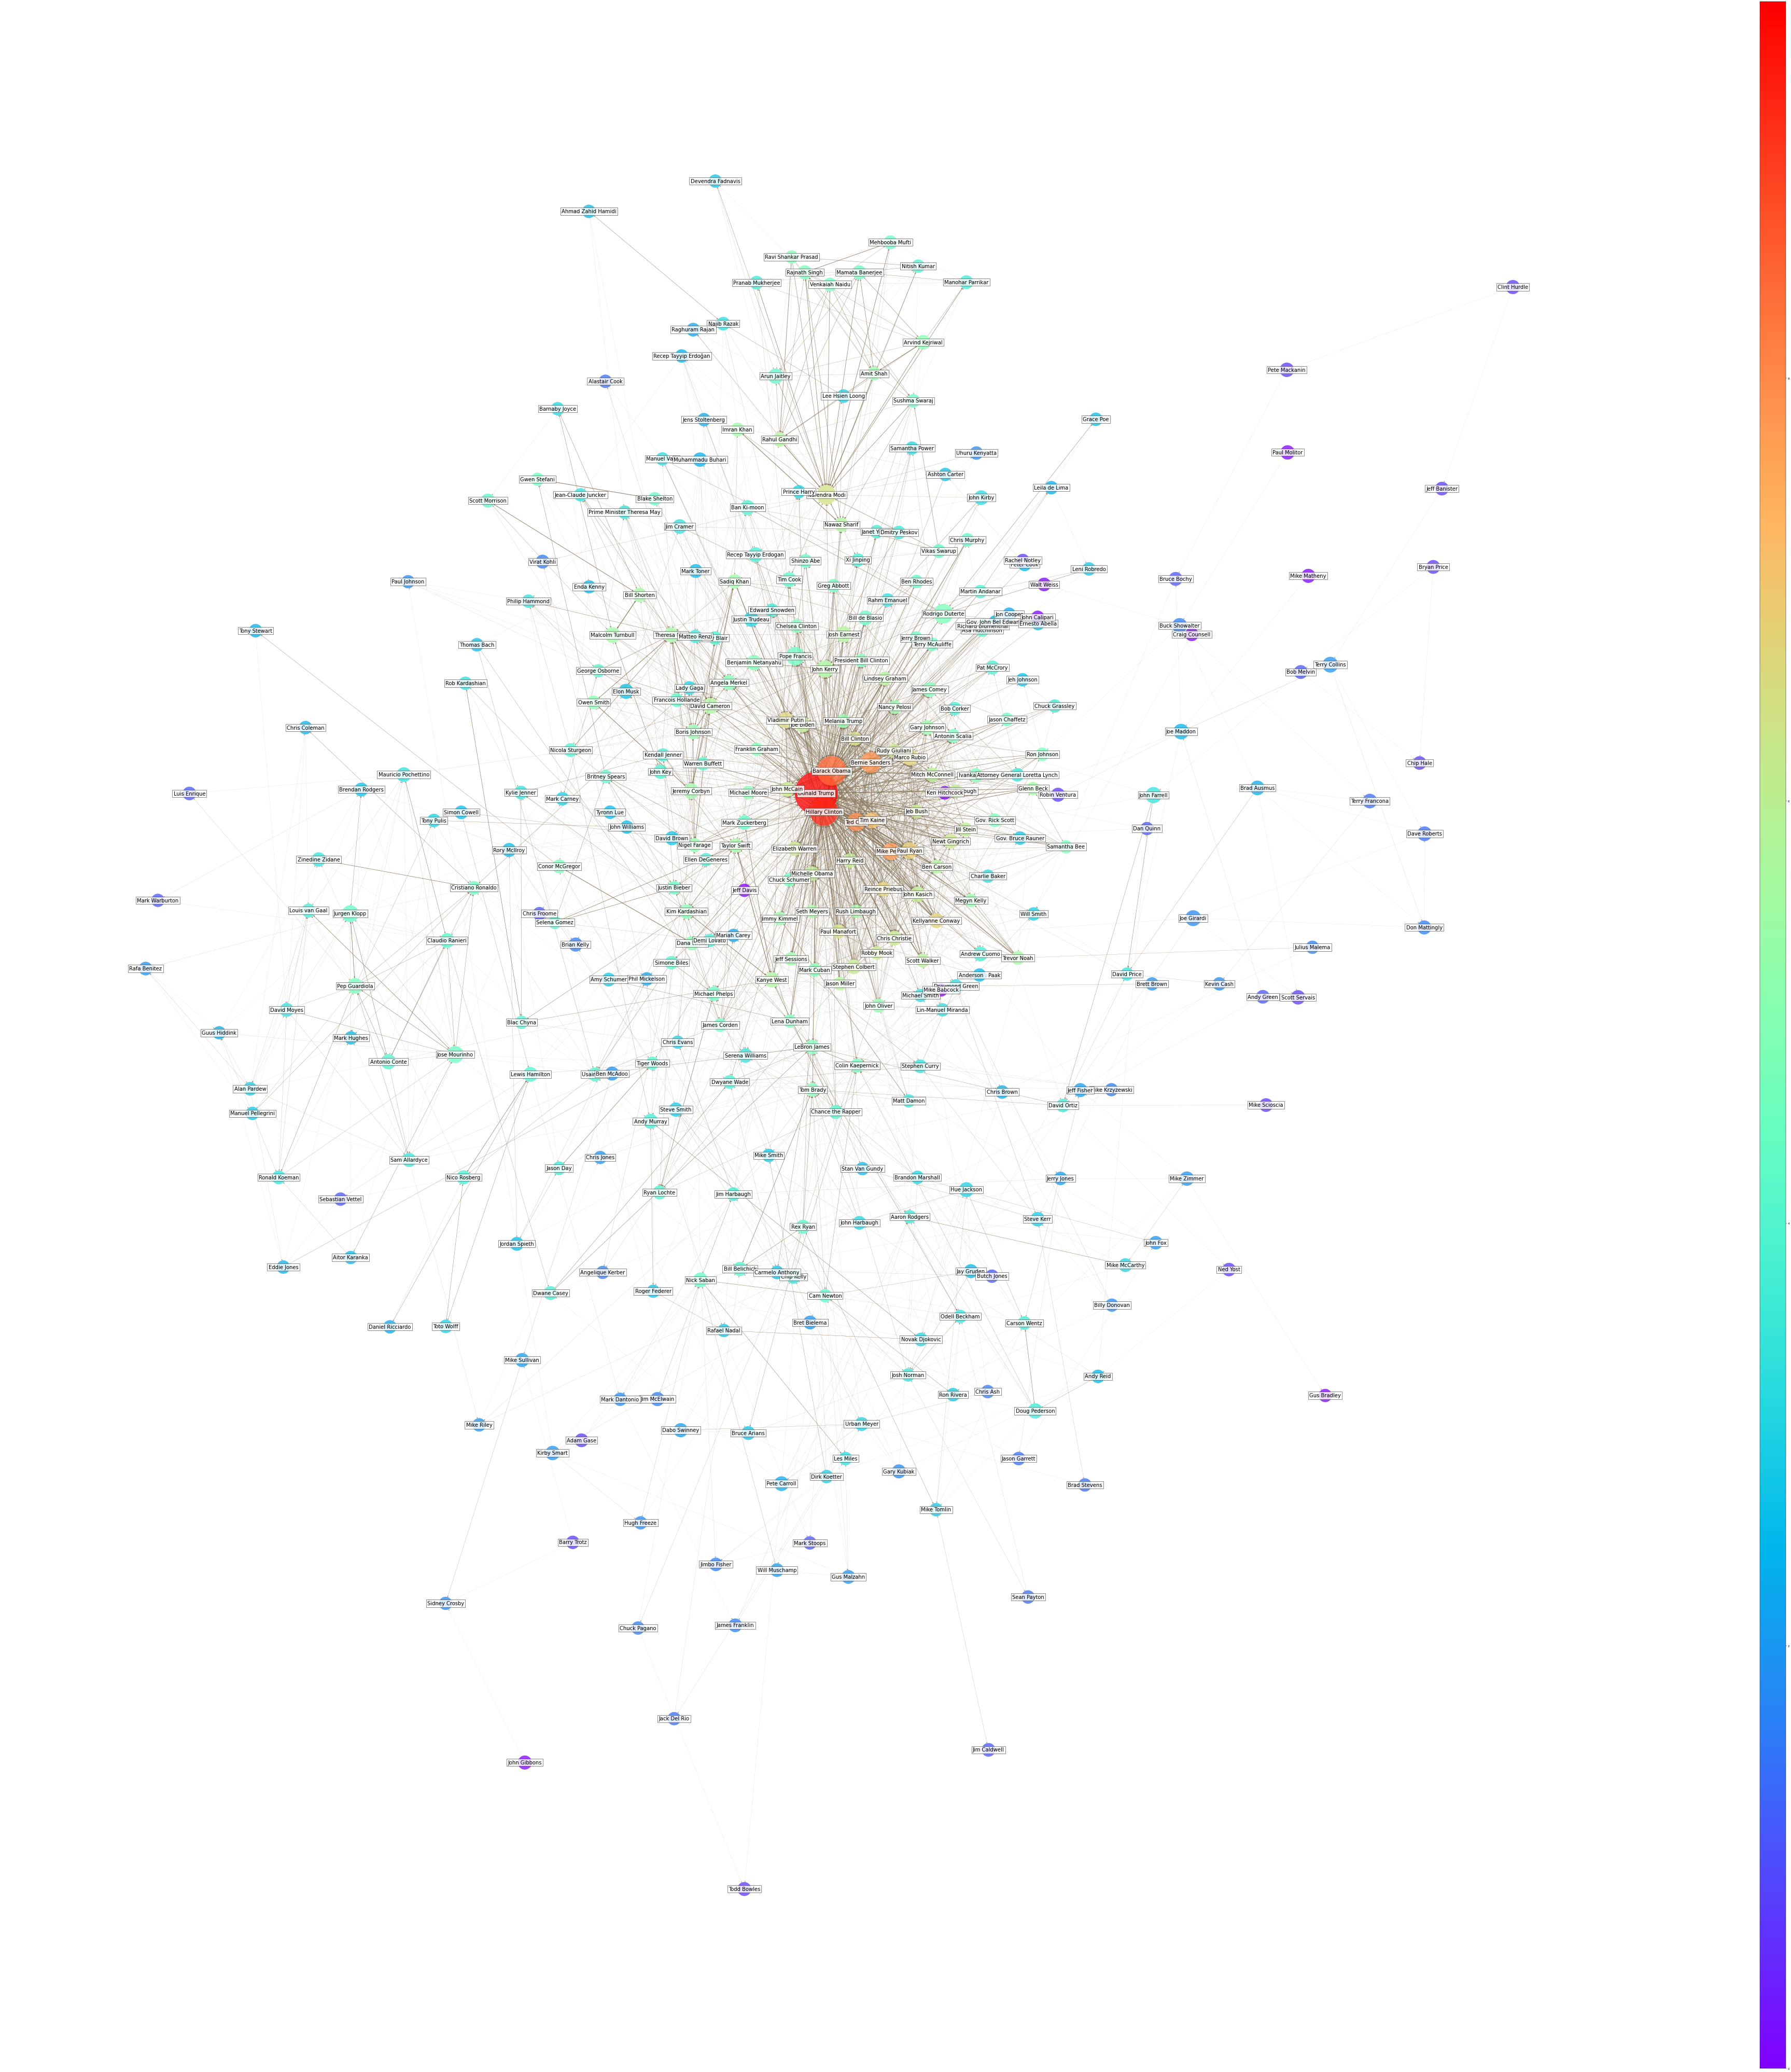 Devendra Fadnavis
Ahmad Zahid Hamidi
Mehbooba Mufti
Ravi Shankar Prasad
Nitish Kumar
Rajnath Singh
Mamata Banerjee
Pranab Mukherjee
Venkaiah Naidu
Manohar Parrikar
Clint Hurdle
Najib Razak
Raghuram Rajan
Arvind Kejriwal
Recep Tayyip Erdoğan
Pete Mackanin
Amit Shah
Arun Jaitley
Alastair Cook
Lee Hsien Loong
Sushma Swaraj
Barnaby Joyce
Jens Stoltenberg
Grace Poe
Imran Khan
Rahul Gandhi
Samantha Power
Paul Molitor
Uhuru Kenyatta
Manuel Va
Muhammadu Buhari
Ashton Carter
Gwen Stefani
Leila de Lima
Jeff Banister
Prince Harry
endra Modi
Jean-Claude Juncker
John Kirby
Scott Morrison
Blake Shelton
Ban Ki-moon
Prime Minister Theresa May
Nawaz Sharif
Jim Cramer
Janet Y
Dmitry Peskov
Chris Murphy
Vikas Swarup
Recep Tayyip Erdogan
Xi Jinping
Shinzo Abe
Rachel Notley
Virat Kohli
Bryan Price
Leni Robredo
Mark Toner
Mike Matheny
Bruce Bochy
Paul Johnson
Sadiq Khan
Tim Cook
Ben Rhodes
Walt Weiss
Greg Abbott
Enda Kenny
Martin Andanar
Bill Shorten
Philip Hammond
Rahm Emanuel
Edward Snowden
Rodrigo Duterte
Jon Cooper
John Calipari
Justin Trudeau
Bill de Blasio
Gov. John Bel Edwar
Ernesto Abella
Buck Showalter
Chelsea Clinton
Tony Stewart
Malcolm Turnbull
Theresa
Matteo Renzi
Blair
Josh Earnest
Craig Counsell
Jerry Brown
Terry McAuliffe
Thomas Bach
Pope Francis
President Bill Clinton
Benjamin Netanyahu
Terry Collins
John Kerry
Pat McCrory
George Osborne
Bob Melvin
Lindsey Graham
Jeh Johnson
Rob Kardashian
Angela Merkel
Lady Gaga
Elon Musk
James Comey
Francois Hollande
Owen Smith
David Cameron
Nancy Pelosi
Bob Corker
Chuck Grassley
Vladimir Putin
Melania Trump
Jason Chaffetz
Chris Coleman
Gary Johnson
Boris Johnson
Joe Maddon
Antonin Scalia
Bill Clinton
Nicola Sturgeon
Franklin Graham
Rudy Giuliani
Kendall Jenner
Ron Johnson
Marco Rubio
Warren Buffett
Bernie Sanders
Chip Hale
John Key
Barack Obama
Mauricio Pochettino
Mitch McConnell
Ivanka
Attorney General Loretta Lynch
Britney Spears
Brendan Rodgers
John McCain
Glenn Beck
Brad Ausmus
Jeremy Corbyn
Michael Moore
nald Trump
Keri Hitchcock
ough
Luis Enrique
Kylie Jenner
Robin Ventura
John Farrell
Mark Carney
Terry Francona
Simon Cowell
Tyronn Lue
Hillary Clinton
Jeb Bush
Tony Pulis
Mark Zuckerberg
Ted C
Tim Kaine
Gov. Rick Scott
John Williams
Jill Stein
Dan Quinn
Dave Roberts
David Brown
Gov. Bruce Rauner
Newt Gingrich
Nigel Farage
Taylor Swift
Samantha Bee
Rory McIlroy
Elizabeth Warren
Mike Pe
Paul Ryan
Zinedine Zidane
Ellen DeGeneres
Harry Reid
Conor McGregor
Ben Carson
Michelle Obama
Charlie Baker
Chuck Schumer
Cristiano Ronaldo
Justin Bieber
Jeff Davis
Reince Priebus
John Kasich
Mark Warburton
Megyn Kelly
Louis van Gaal
Jurgen Klopp
Chris Froome
Kim Kardashian
Seth Meyers
Rush Limbaugh
Will Smith
Jimmy Kimmel
Joe Girardi
Selena Gomez
Kellyanne Conway
Don Mattingly
Paul Manafort
Mariah Carey
Claudio Ranieri
Dana
Demi Lovato
Chris Christie
Brian Kelly
Julius Malema
Robby Mook
Andrew Cuomo
Jeff Sessions
Trevor Noah
Scott Walker
Simone Biles
Stephen Colbert
Rafa Benitez
Mark Cuban
David Price
Anderson .Paak
Amy Schumer
Phil Mickelson
Kanye West
Jason Miller
Brett Brown
Kevin Cash
Pep Guardiola
mond Green
Mike Babcock
Michael Phelps
Michael Smith
Andy Green
Scott Servais
John Oliver
David Moyes
Lin-Manuel Miranda
Blac Chyna
Lena Dunham
James Corden
Guus Hiddink
Mark Hughes
Chris Evans
LeBron James
Jose Mourinho
Serena Williams
Antonio Conte
Tiger Woods
Colin Kaepernick
Stephen Curry
Lewis Hamilton
Usai
Ben McAdoo
Dwyane Wade
Alan Pardew
Tom Brady
Chris Brown
Jeff Fisher
ike Krzyzewski
Matt Damon
David Ortiz
Mike Scioscia
Steve Smith
Manuel Pellegrini
Chance the Rapper
Andy Murray
Mike Smith
Chris Jones
Sam Allardyce
Jason Day
Stan Van Gundy
Ronald Koeman
Nico Rosberg
Brandon Marshall
Jerry Jones
Mike Zimmer
Hue Jackson
Ryan Lochte
Jim Harbaugh
Sebastian Vettel
Aaron Rodgers
Steve Kerr
John Harbaugh
Rex Ryan
Jordan Spieth
John Fox
Aitor Karanka
Eddie Jones
Mike McCarthy
Angelique Kerber
Bill Belichic
Carmelo Anthony
Jay Gruden
Butch Jones
Ned Yost
Nick Saban
Dwane Casey
Roger Federer
Cam Newton
Billy Donovan
Odell Beckham
Bret Bielema
Carson Wentz
Daniel Ricciardo
Toto Wolff
Rafael Nadal
Novak Djokovic
Mike Sullivan
Josh Norman
Andy Reid
Chris Ash
Ron Rivera
Gus Bradley
Mark Dantonio
Jim McElwain
Doug Pederson
Mike Riley
Urban Meyer
Dabo Swinney
Bruce Arians
Adam Gase
Kirby Smart
Les Miles
Jason Garrett
Gary Kubiak
Dirk Koetter
Pete Carroll
Brad Stevens
Mike Tomlin
Hugh Freeze
Barry Trotz
Mark Stoops
Jimbo Fisher
Will Muschamp
Gus Malzahn
Sean Payton
Sidney Crosby
James Franklin
Chuck Pagano
Jack Del Rio
Jim Caldwell
John Gibbons
Todd Bowles